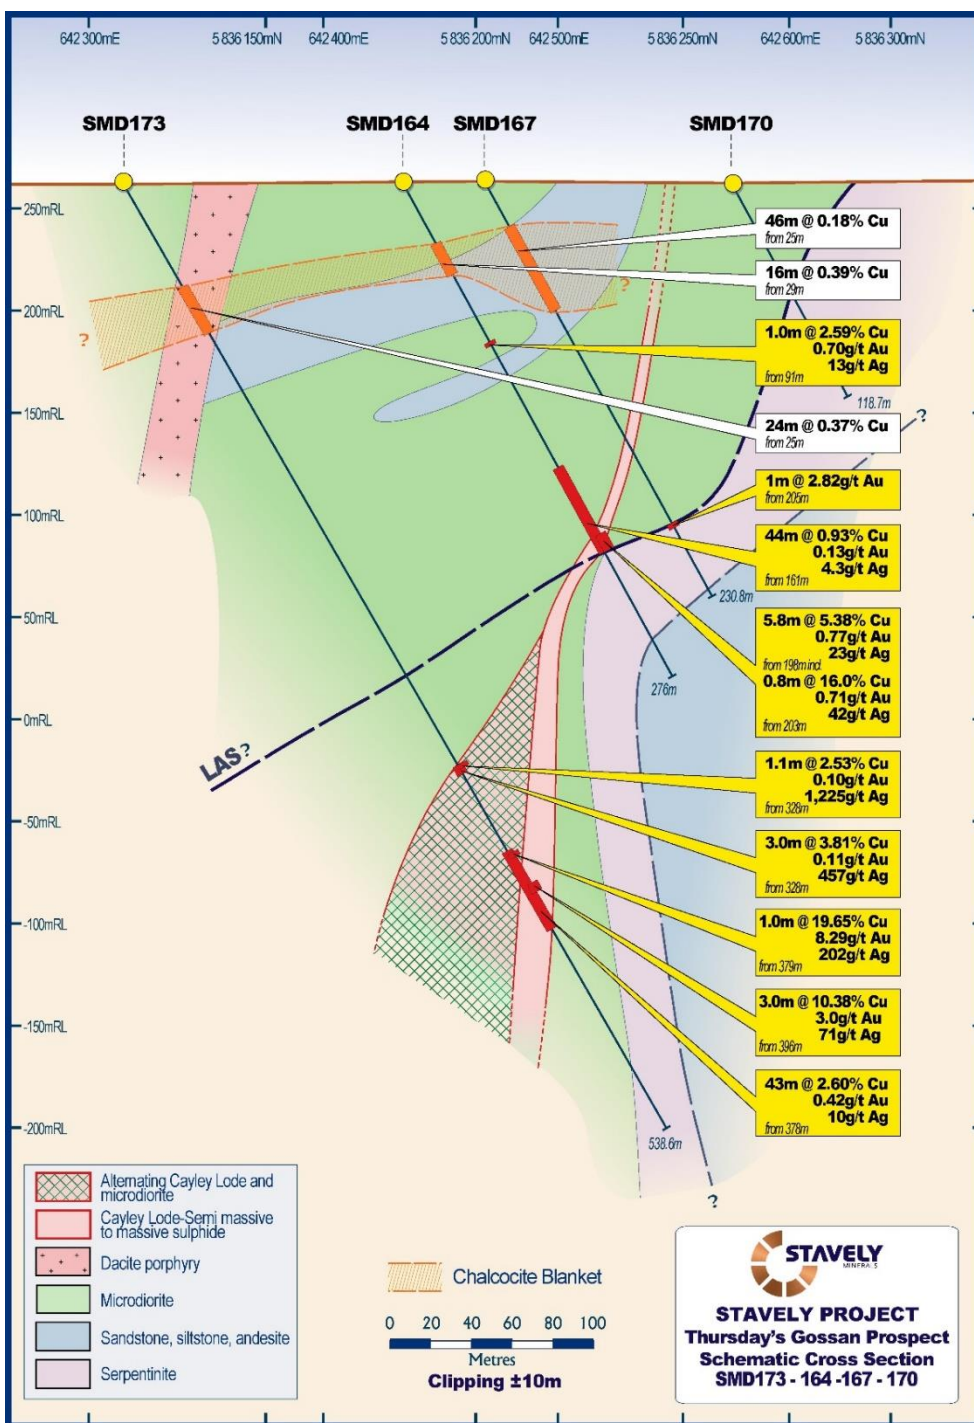 642 300mE 5 836 150mN 642 400mE 5 836 200mN 642 500mE 5 836 250mN 642 600mE 5 836 300mN
SMD173 SMD164 SMD167 SMD170
250mRL
200mRL
150mRL
100mRL
50mRL
0mRL
-50mRL
-100mRL
-150mRL
-200mRL
46m @ 0.18% Cu
from 25m
16m @ 0.39% Cu
from 29m
1.0m @ 2.59% Cu
0.70g/t Au
13g/t Ag
from 91m
118.7m
24m @ 0.37% Cu
from 25m
1m @ 2.82g/t Au
from 205m
44m @ 0.93% Cu
0.13g/t Au
4.3g/t Ag
from 161m
230.8m
5.8m @ 5.38% Cu
0.77g/t Au
23g/t Ag
from 198m incl.
0.8m @ 16.0% Cu
0.71g/t Au
42g/t Ag
from 203m
276m
1.1m @ 2.53% Cu
0.10g/t Au
1,225g/t Ag
from 328m
3.0m @ 3.81% Cu
0.11g/t Au
457g/t Ag
from 328m
1.0m @ 19.65% Cu
8.29g/t Au
202g/t Ag
from 379m
3.0m @ 10.38% Cu
3.0g/t Au
71g/t Ag
from 396m
43m @ 2.60% Cu
0.42g/t Au
10g/t Ag
from 378m
538.6m
?
?
?
LAS?
?
Alternating Cayley Lode and
microdiorite
Cayley Lode-Semi massive
to massive sulphide
Dacite porphyry
Microdiorite
Sandstone, siltstone, andesite
Serpentinite
Chalcocite Blanket
0 20 40 60 80 100
Metres
Clipping ±10m
STAVELY
MINERALS
STAVELY PROJECT
Thursday's Gossan Prospect
Schematic Cross Section
SMD173 - 164 -167 - 170